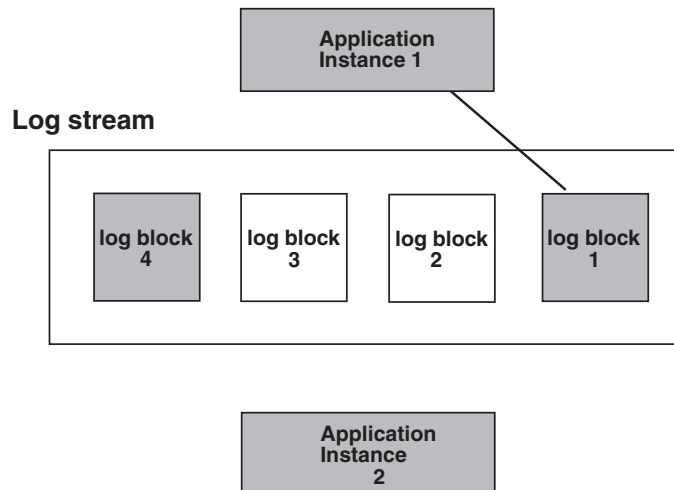 Application
Instance 1
Log stream
log block
4
log block
3
log block
2
log block
1
Application
Instance
2